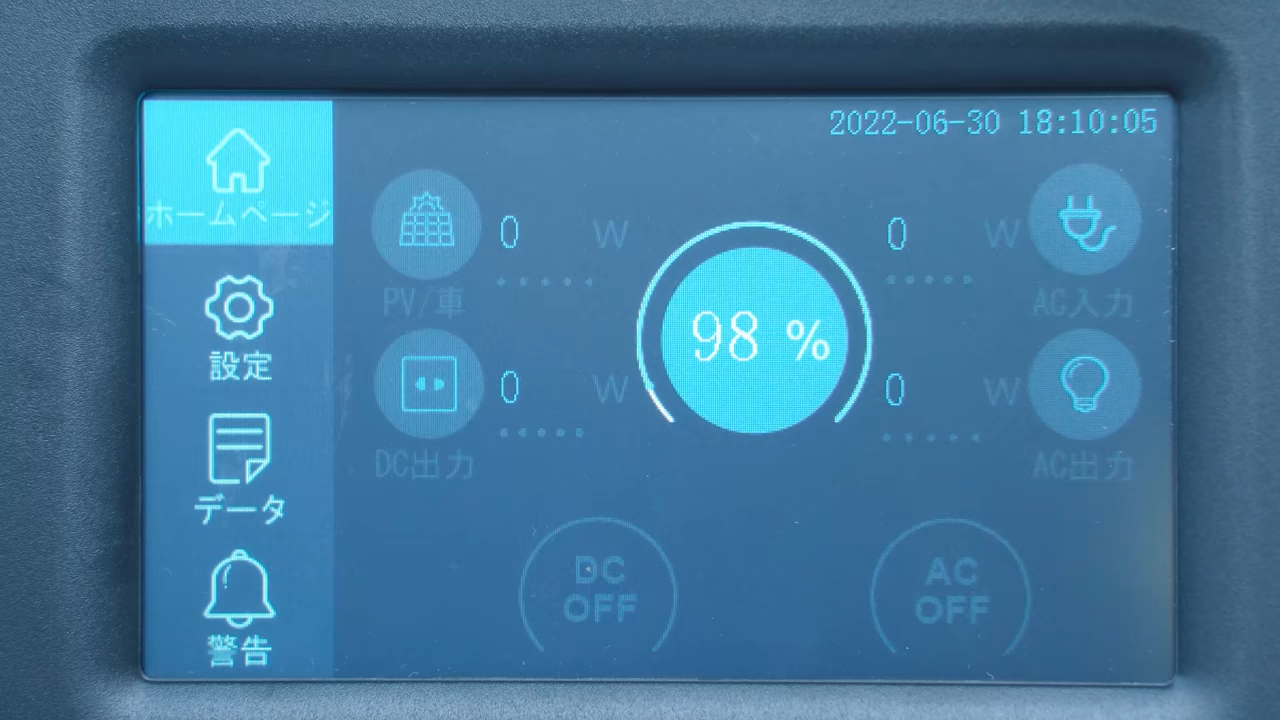 2022-06-30 18:10:05
ホームページ
設定
データ
警告
0 W
PV/車
0 W
DC出力
98 %
0 W
AC入力
0 W
AC出力
DC
OFF
AC
OFF